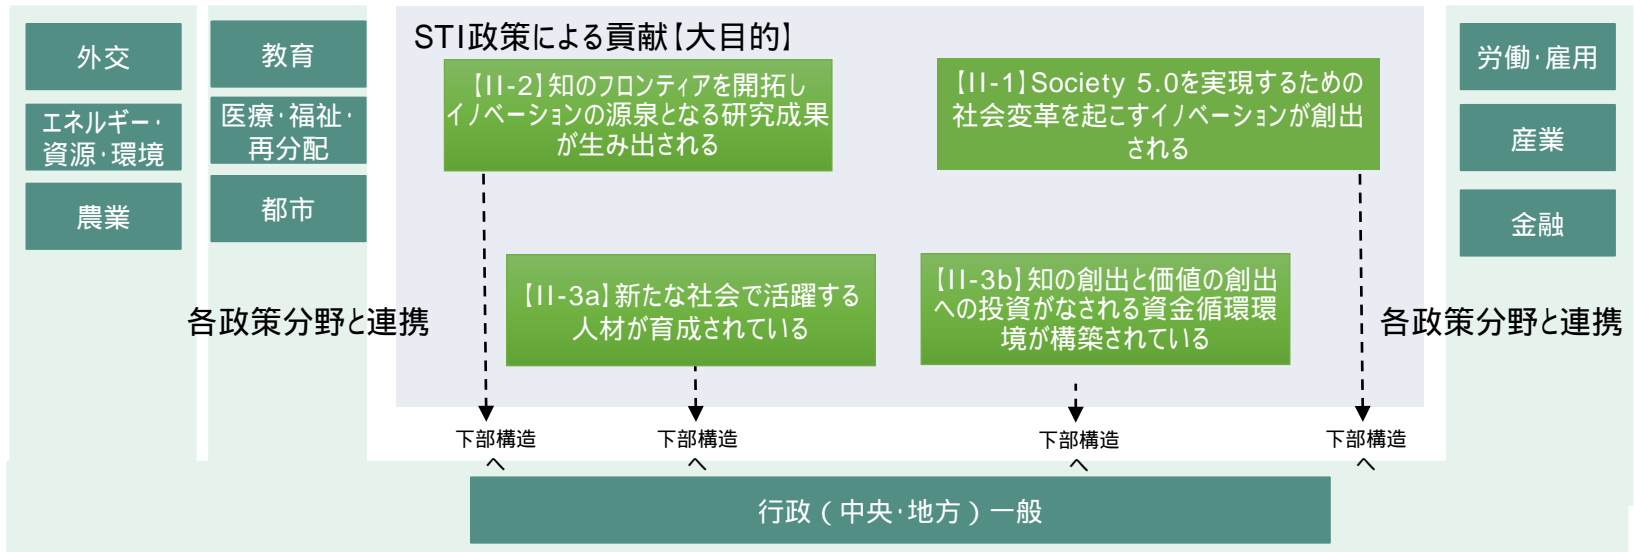 外交
エネルギー・
資源・環境
農業
教育
医療・福祉・
再分配
都市
各政策分野と連携
STI政策による貢献【大目的】
【II-2】知のフロンティアを開拓し
イノベーションの源泉となる研究成果
が生み出される
【II-1】Society 5.0を実現するための
社会変革を起こすイノベーションが創出
される
【II-3a】新たな社会で活躍する
人材が育成されている
【II-3b】知の創出と価値の創出
への投資がなされる資金循環環
境が構築されている
下部構造
へ
下部構造
へ
下部構造
へ
下部構造
へ
労働・雇用
産業
金融
各政策分野と連携
行政（中央・地方）一般